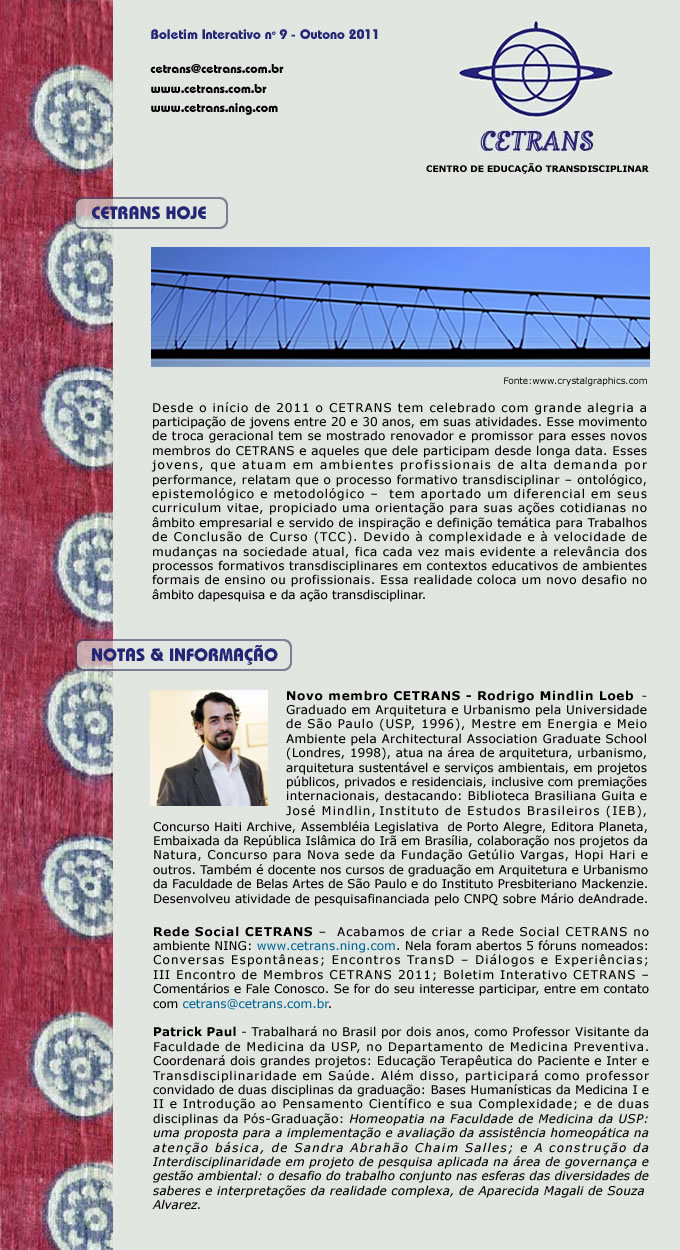 Boletim Interativo nº 9 - Outono 2011
cetrans@cetrans.com.br
www.cetrans.com.br
www.cetrans.ning.com
CETRANS
CENTRO DE EDUCAÇÃO TRANSDISCIPLINAR
CETRANS HOJE
Fonte:www.crystalgraphics.com
Desde o início de 2011 o CETRANS tem celebrado com grande alegria a
participação de jovens entre 20 e 30 anos, em suas atividades. Esse movimento
de troca geracional tem se mostrado renovador e promissor para esses novos
membros do CETRANS e aqueles que dele participam desde longa data. Esses
jovens, que atuam em ambientes profissionais de alta demanda por
performance, relatam que o processo formativo transdisciplinar – ontológico,
epistemológico e metodológico – tem aportado um diferencial em seus
curriculum vitae, propiciado uma orientação para suas ações cotidianas no
âmbito empresarial e servido de inspiração e definição temática para Trabalhos
de Conclusão de Curso (TCC). Devido à complexidade e à velocidade de
mudanças na sociedade atual, fica cada vez mais evidente a relevância dos
processos formativos transdisciplinares em contextos educativos de ambientes
formais de ensino ou profissionais. Essa realidade coloca um novo desafio no
âmbito dapesquisa e da ação transdisciplinar.
NOTAS & INFORMAÇÃO
Novo membro CETRANS - Rodrigo Mindlin Loeb -
Graduado em Arquitetura e Urbanismo pela Universidade
de São Paulo (USP, 1996), Mestre em Energia e Meio
Ambiente pela Architectural Association Graduate School
(Londres, 1998), atua na área de arquitetura, urbanismo,
arquitetura sustentável e serviços ambientais, em projetos
públicos, privados e residenciais, inclusive com premiações
internacionais, destacando: Biblioteca Brasiliana Guita e
José Mindlin, Instituto de Estudos Brasileiros (IEB),
Concurso Haiti Archive, Assembléia Legislativa de Porto Alegre, Editora Planeta,
Embaixada da República Islâmica do Irã em Brasília, colaboração nos projetos da
Natura, Concurso para Nova sede da Fundação Getúlio Vargas, Hopi Hari e
outros. Também é docente nos cursos de graduação em Arquitetura e Urbanismo
da Faculdade de Belas Artes de São Paulo e do Instituto Presbiteriano Mackenzie.
Desenvolveu atividade de pesquisafinanciada pelo CNPQ sobre Mário deAndrade.
Rede Social CETRANS – Acabamos de criar a Rede Social CETRANS no
ambiente NING: www.cetrans.ning.com. Nela foram abertos 5 fóruns nomeados:
Conversas Espontâneas; Encontros TransD – Diálogos e Experiências;
III Encontro de Membros CETRANS 2011; Boletim Interativo CETRANS –
Comentários e Fale Conosco. Se for do seu interesse participar, entre em contato
com cetrans@cetrans.com.br.
Patrick Paul - Trabalhará no Brasil por dois anos, como Professor Visitante da
Faculdade de Medicina da USP, no Departamento de Medicina Preventiva.
Coordenará dois grandes projetos: Educação Terapêutica do Paciente e Inter e
Transdisciplinaridade em Saúde. Além disso, participará como professor
convidado de duas disciplinas da graduação: Bases Humanísticas da Medicina I e
II e Introdução ao Pensamento Científico e sua Complexidade; e de duas
disciplinas da Pós-Graduação: Homeopatia na Faculdade de Medicina da USP:
uma proposta para a implementação e avaliação da assistência homeopática na
atenção básica, de Sandra Abrahão Chaim Salles; e A construção da
Interdisciplinaridade em projeto de pesquisa aplicada na área de governança e
gestão ambiental: o desafio do trabalho conjunto nas esferas das diversidades de
saberes e interpretações da realidade complexa, de Aparecida Magali de Souza
Alvarez.